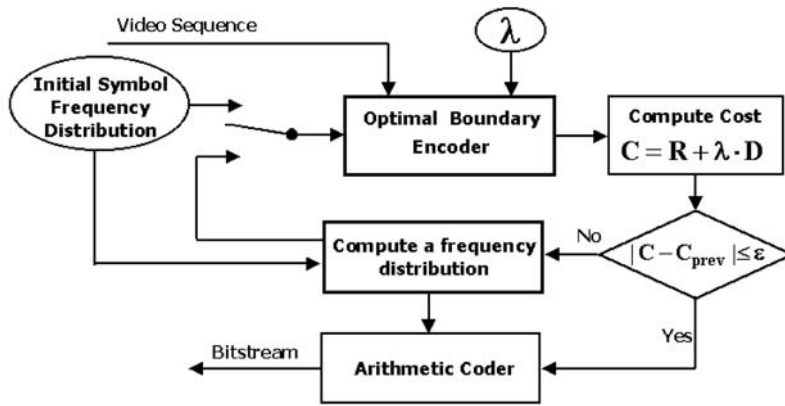 Video Sequence
λ
Initial Symbol
Frequency
Distribution
Optimal Boundary
Encoder
Compute Cost
C = R + λ · D
No
Compute a frequency
distribution
| C − C_prev | ≤ ε
Yes
Bitstream
Arithmetic Coder